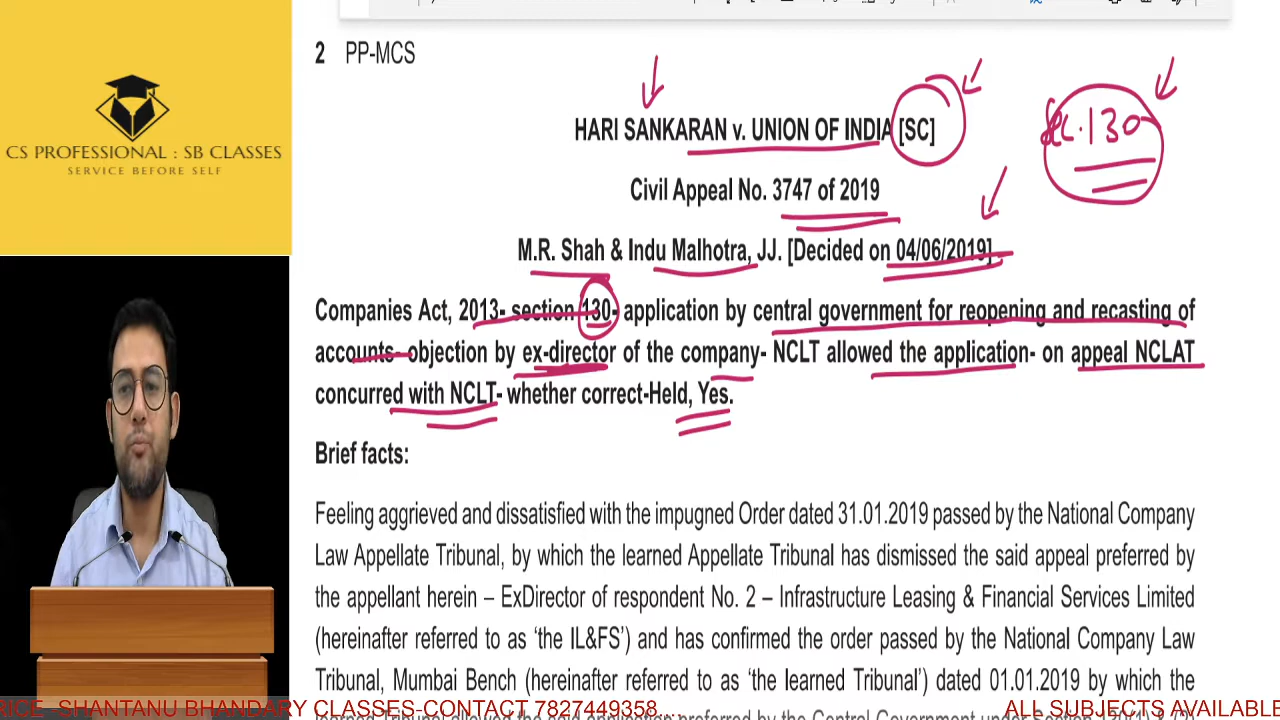 2 PP-MCS
HARI SANKARAN v. UNION OF INDIA [SC]
Sec. 130
Civil Appeal No. 3747 of 2019
M.R. Shah & Indu Malhotra, JJ. [Decided on 04/06/2019]
Companies Act, 2013- section 130- application by central government for reopening and recasting of
accounts- objection by ex-director of the company- NCLT allowed the application- on appeal NCLAT
concurred with NCLT- whether correct-Held, Yes.
Brief facts:
Feeling aggrieved and dissatisfied with the impugned Order dated 31.01.2019 passed by the National Company
Law Appellate Tribunal, by which the learned Appellate Tribunal has dismissed the said appeal preferred by
the appellant herein – ExDirector of respondent No. 2 – Infrastructure Leasing & Financial Services Limited
(hereinafter referred to as ‘the IL&FS’) and has confirmed the order passed by the National Company Law
Tribunal, Mumbai Bench (hereinafter referred to as ‘the learned Tribunal’) dated 01.01.2019 by which the
CS PROFESSIONAL : SB CLASSES
SERVICE BEFORE SELF
RICE -SHANTANU BHANDARY CLASSES-CONTACT 7827449358... ALL SUBJECTS AVAILABLE